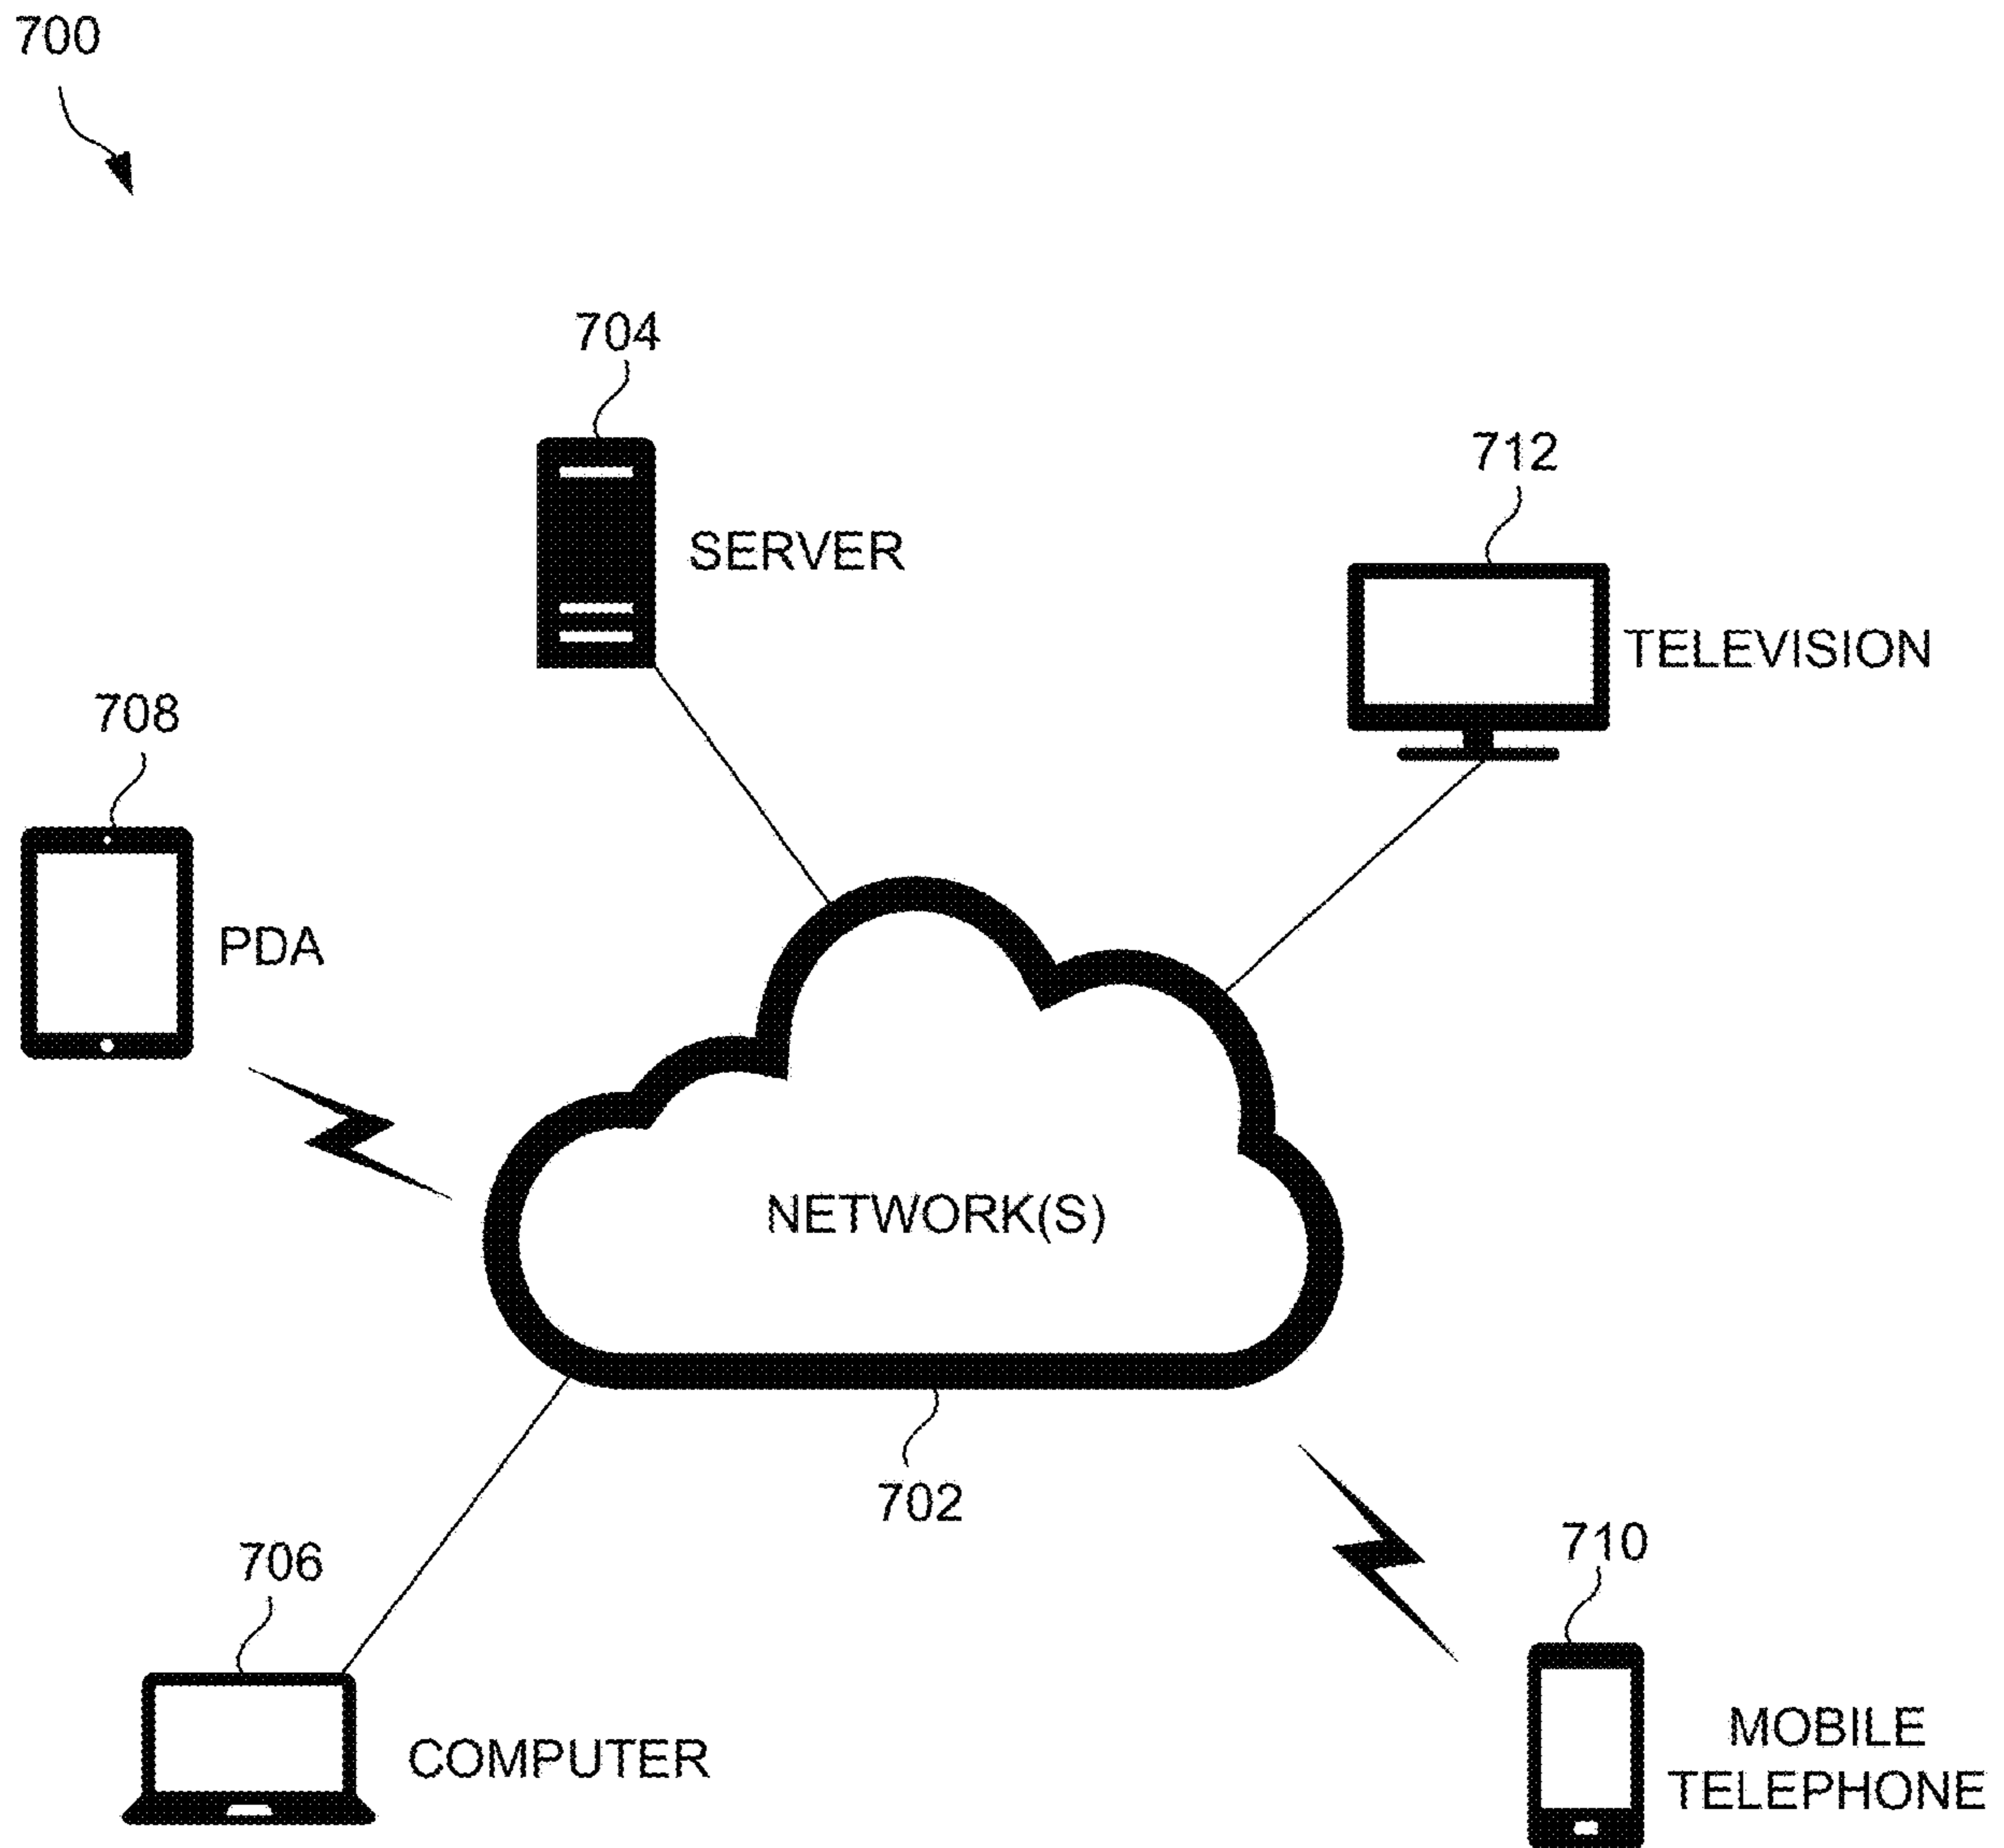 700
704
SERVER
712
TELEVISION
708
PDA
NETWORK(S)
702
706
COMPUTER
710
MOBILE
TELEPHONE